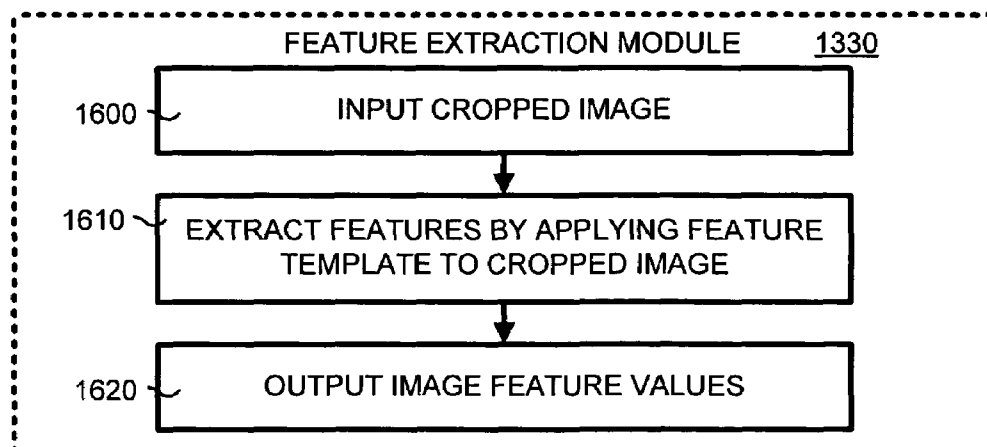 FEATURE EXTRACTION MODULE 1330
1600 INPUT CROPPED IMAGE
1610 EXTRACT FEATURES BY APPLYING FEATURE
TEMPLATE TO CROPPED IMAGE
1620 OUTPUT IMAGE FEATURE VALUES